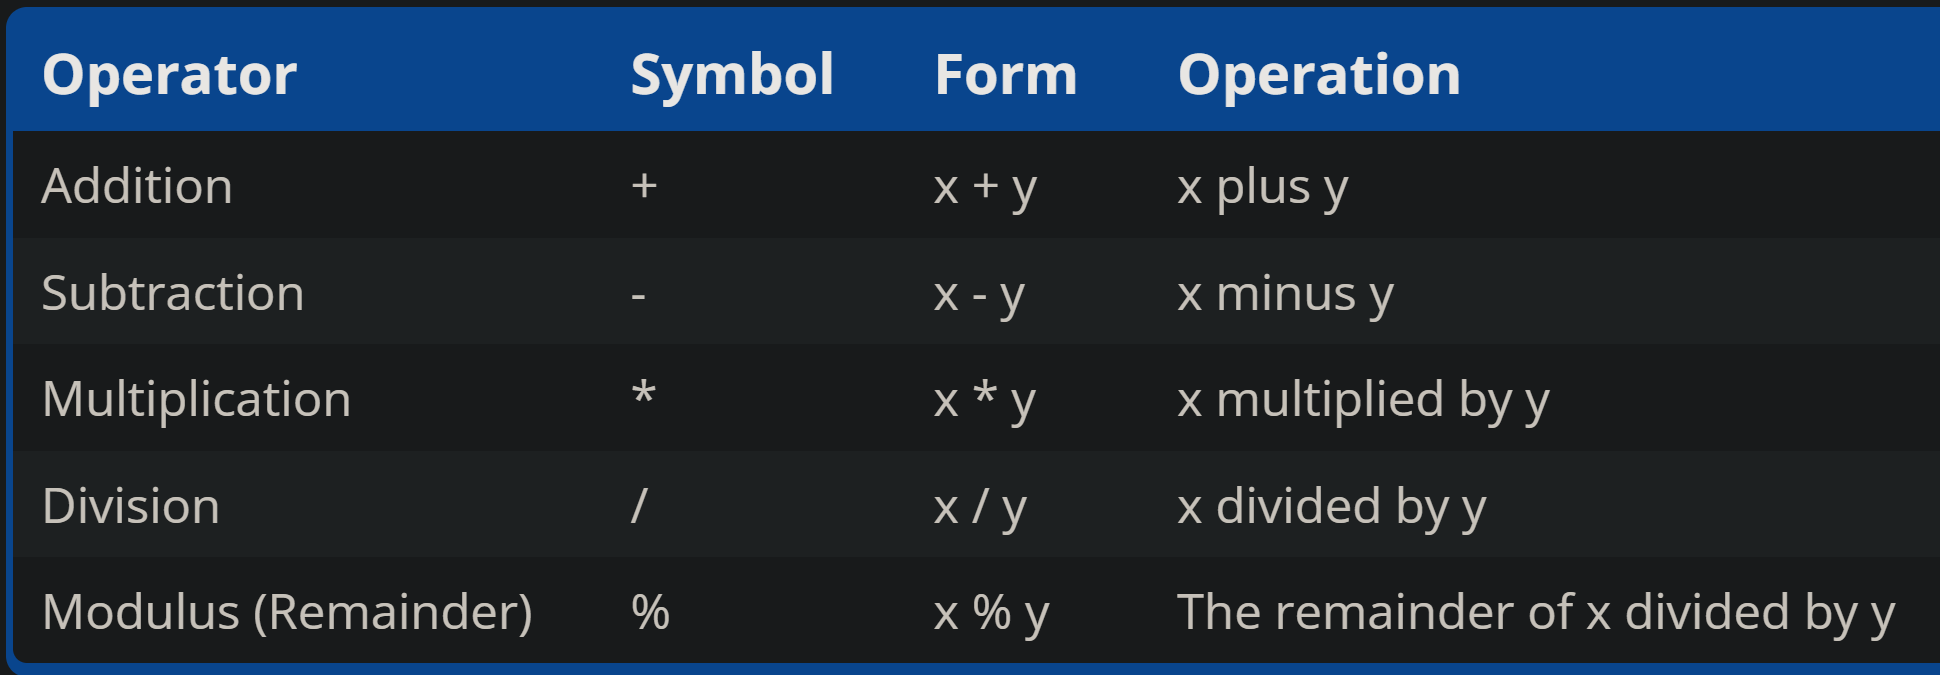 Operator Symbol Form Operation
Addition + x + y x plus y
Subtraction - x - y x minus y
Multiplication * x * y x multiplied by y
Division / x / y x divided by y
Modulus (Remainder) % x % y The remainder of x divided by y